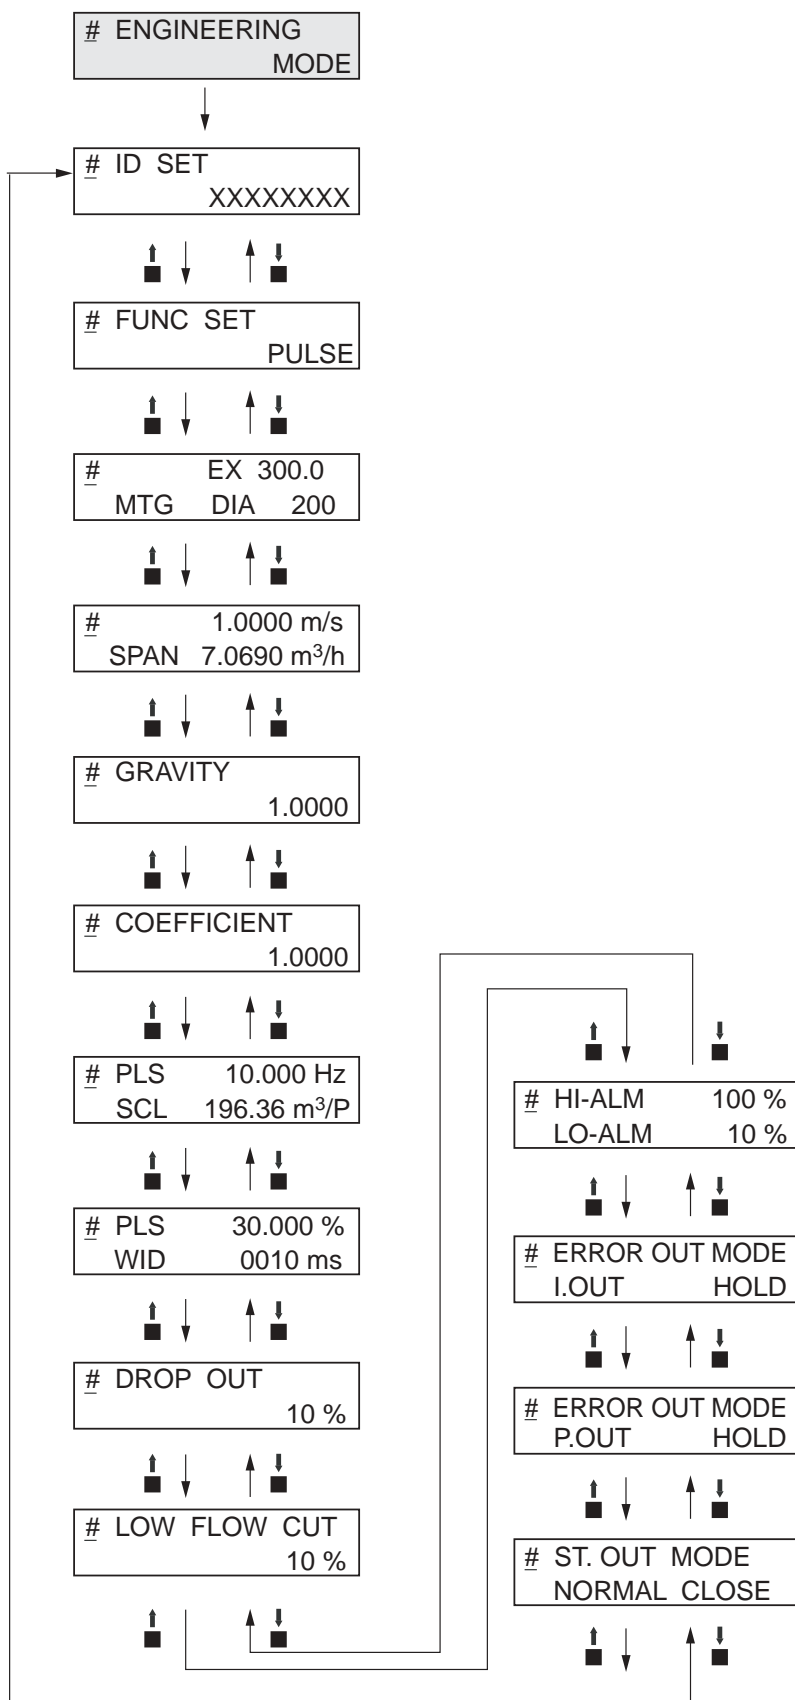 # ENGINEERING
MODE
# ID SET
XXXXXXXX
# FUNC SET
PULSE
# EX 300.0
MTG DIA 200
# 1.0000 m/s
SPAN 7.0690 m³/h
# GRAVITY
1.0000
# COEFFICIENT
1.0000
# PLS 10.000 Hz
SCL 196.36 m³/P
# PLS 30.000 %
WID 0010 ms
# DROP OUT
10 %
# LOW FLOW CUT
10 %
# HI-ALM 100 %
LO-ALM 10 %
# ERROR OUT MODE
I.OUT HOLD
# ERROR OUT MODE
P.OUT HOLD
# ST. OUT MODE
NORMAL CLOSE